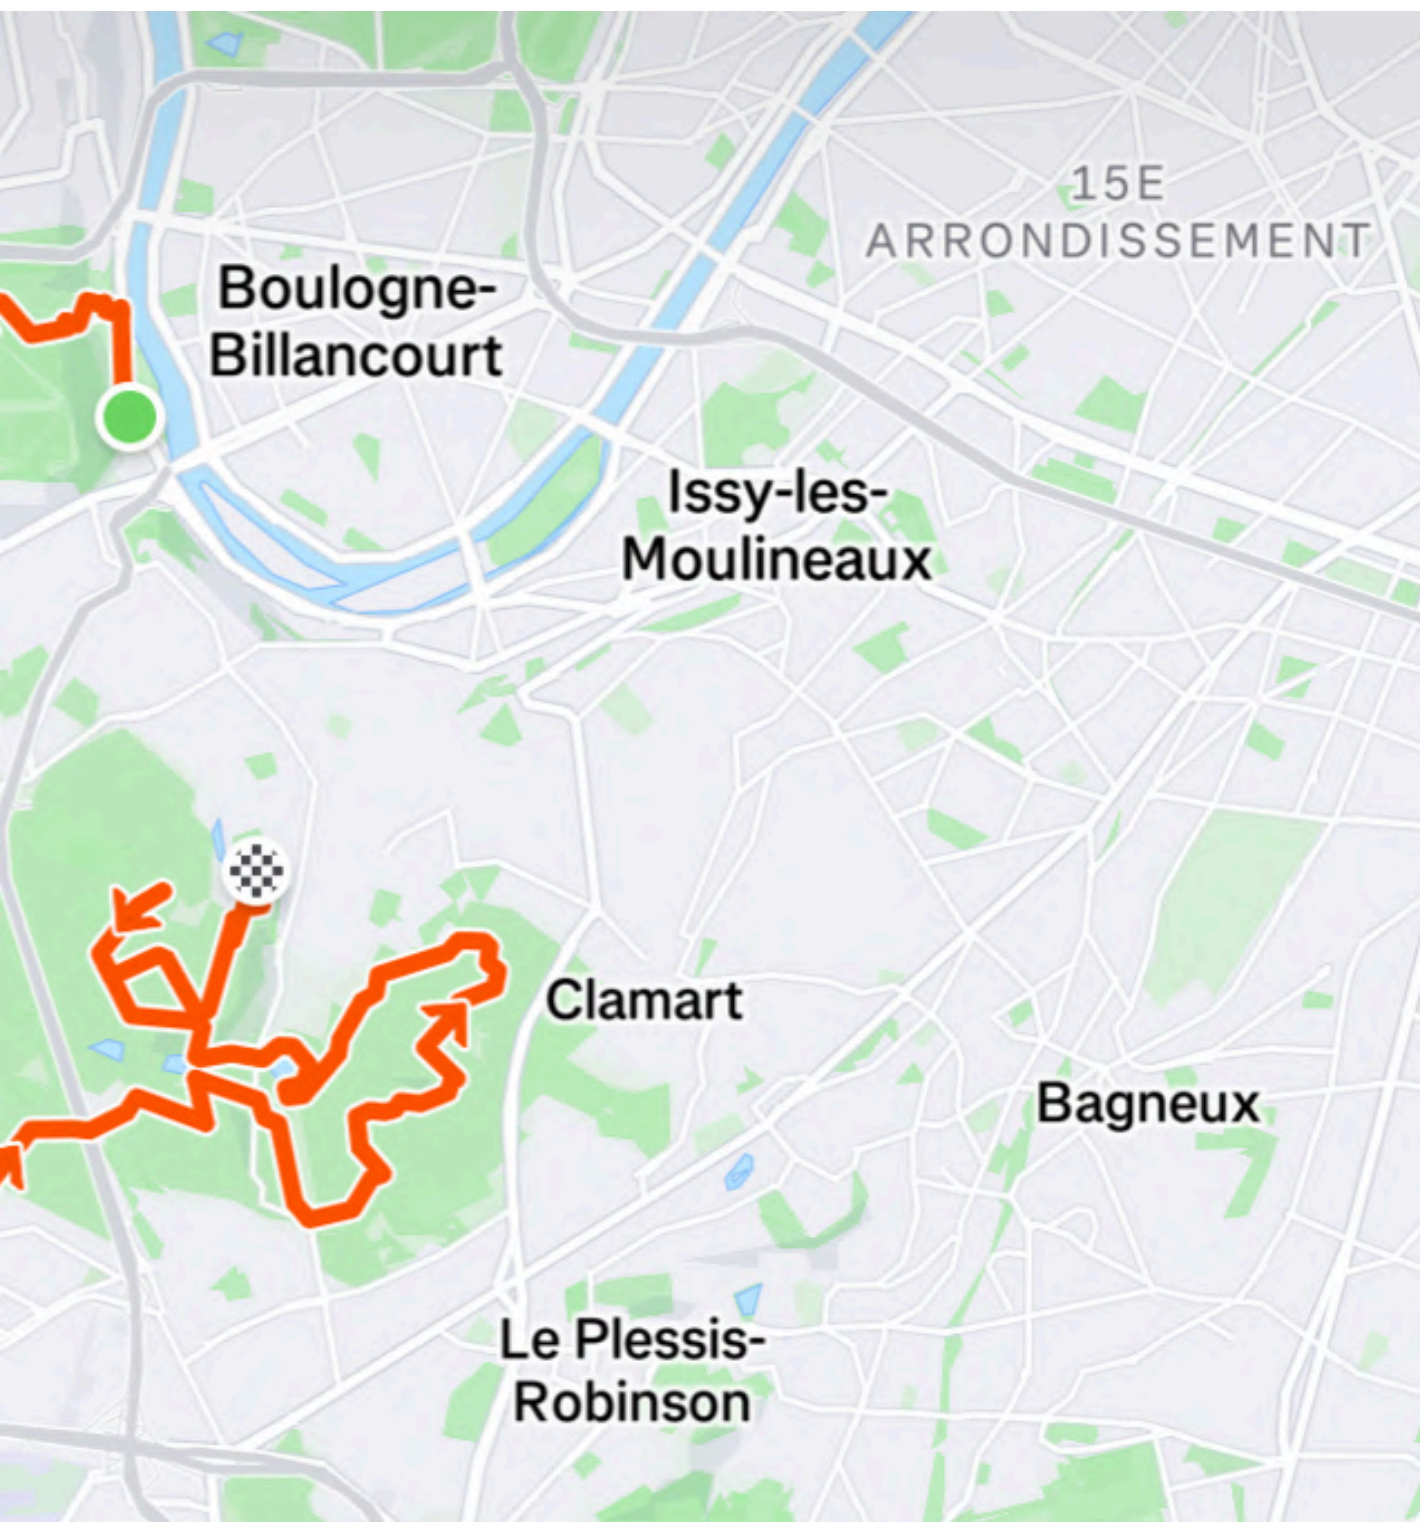 15E
ARRONDISSEMENT
Boulogne-
Billancourt
Issy-les-
Moulineaux
Clamart
Bagneux
Le Plessis-
Robinson